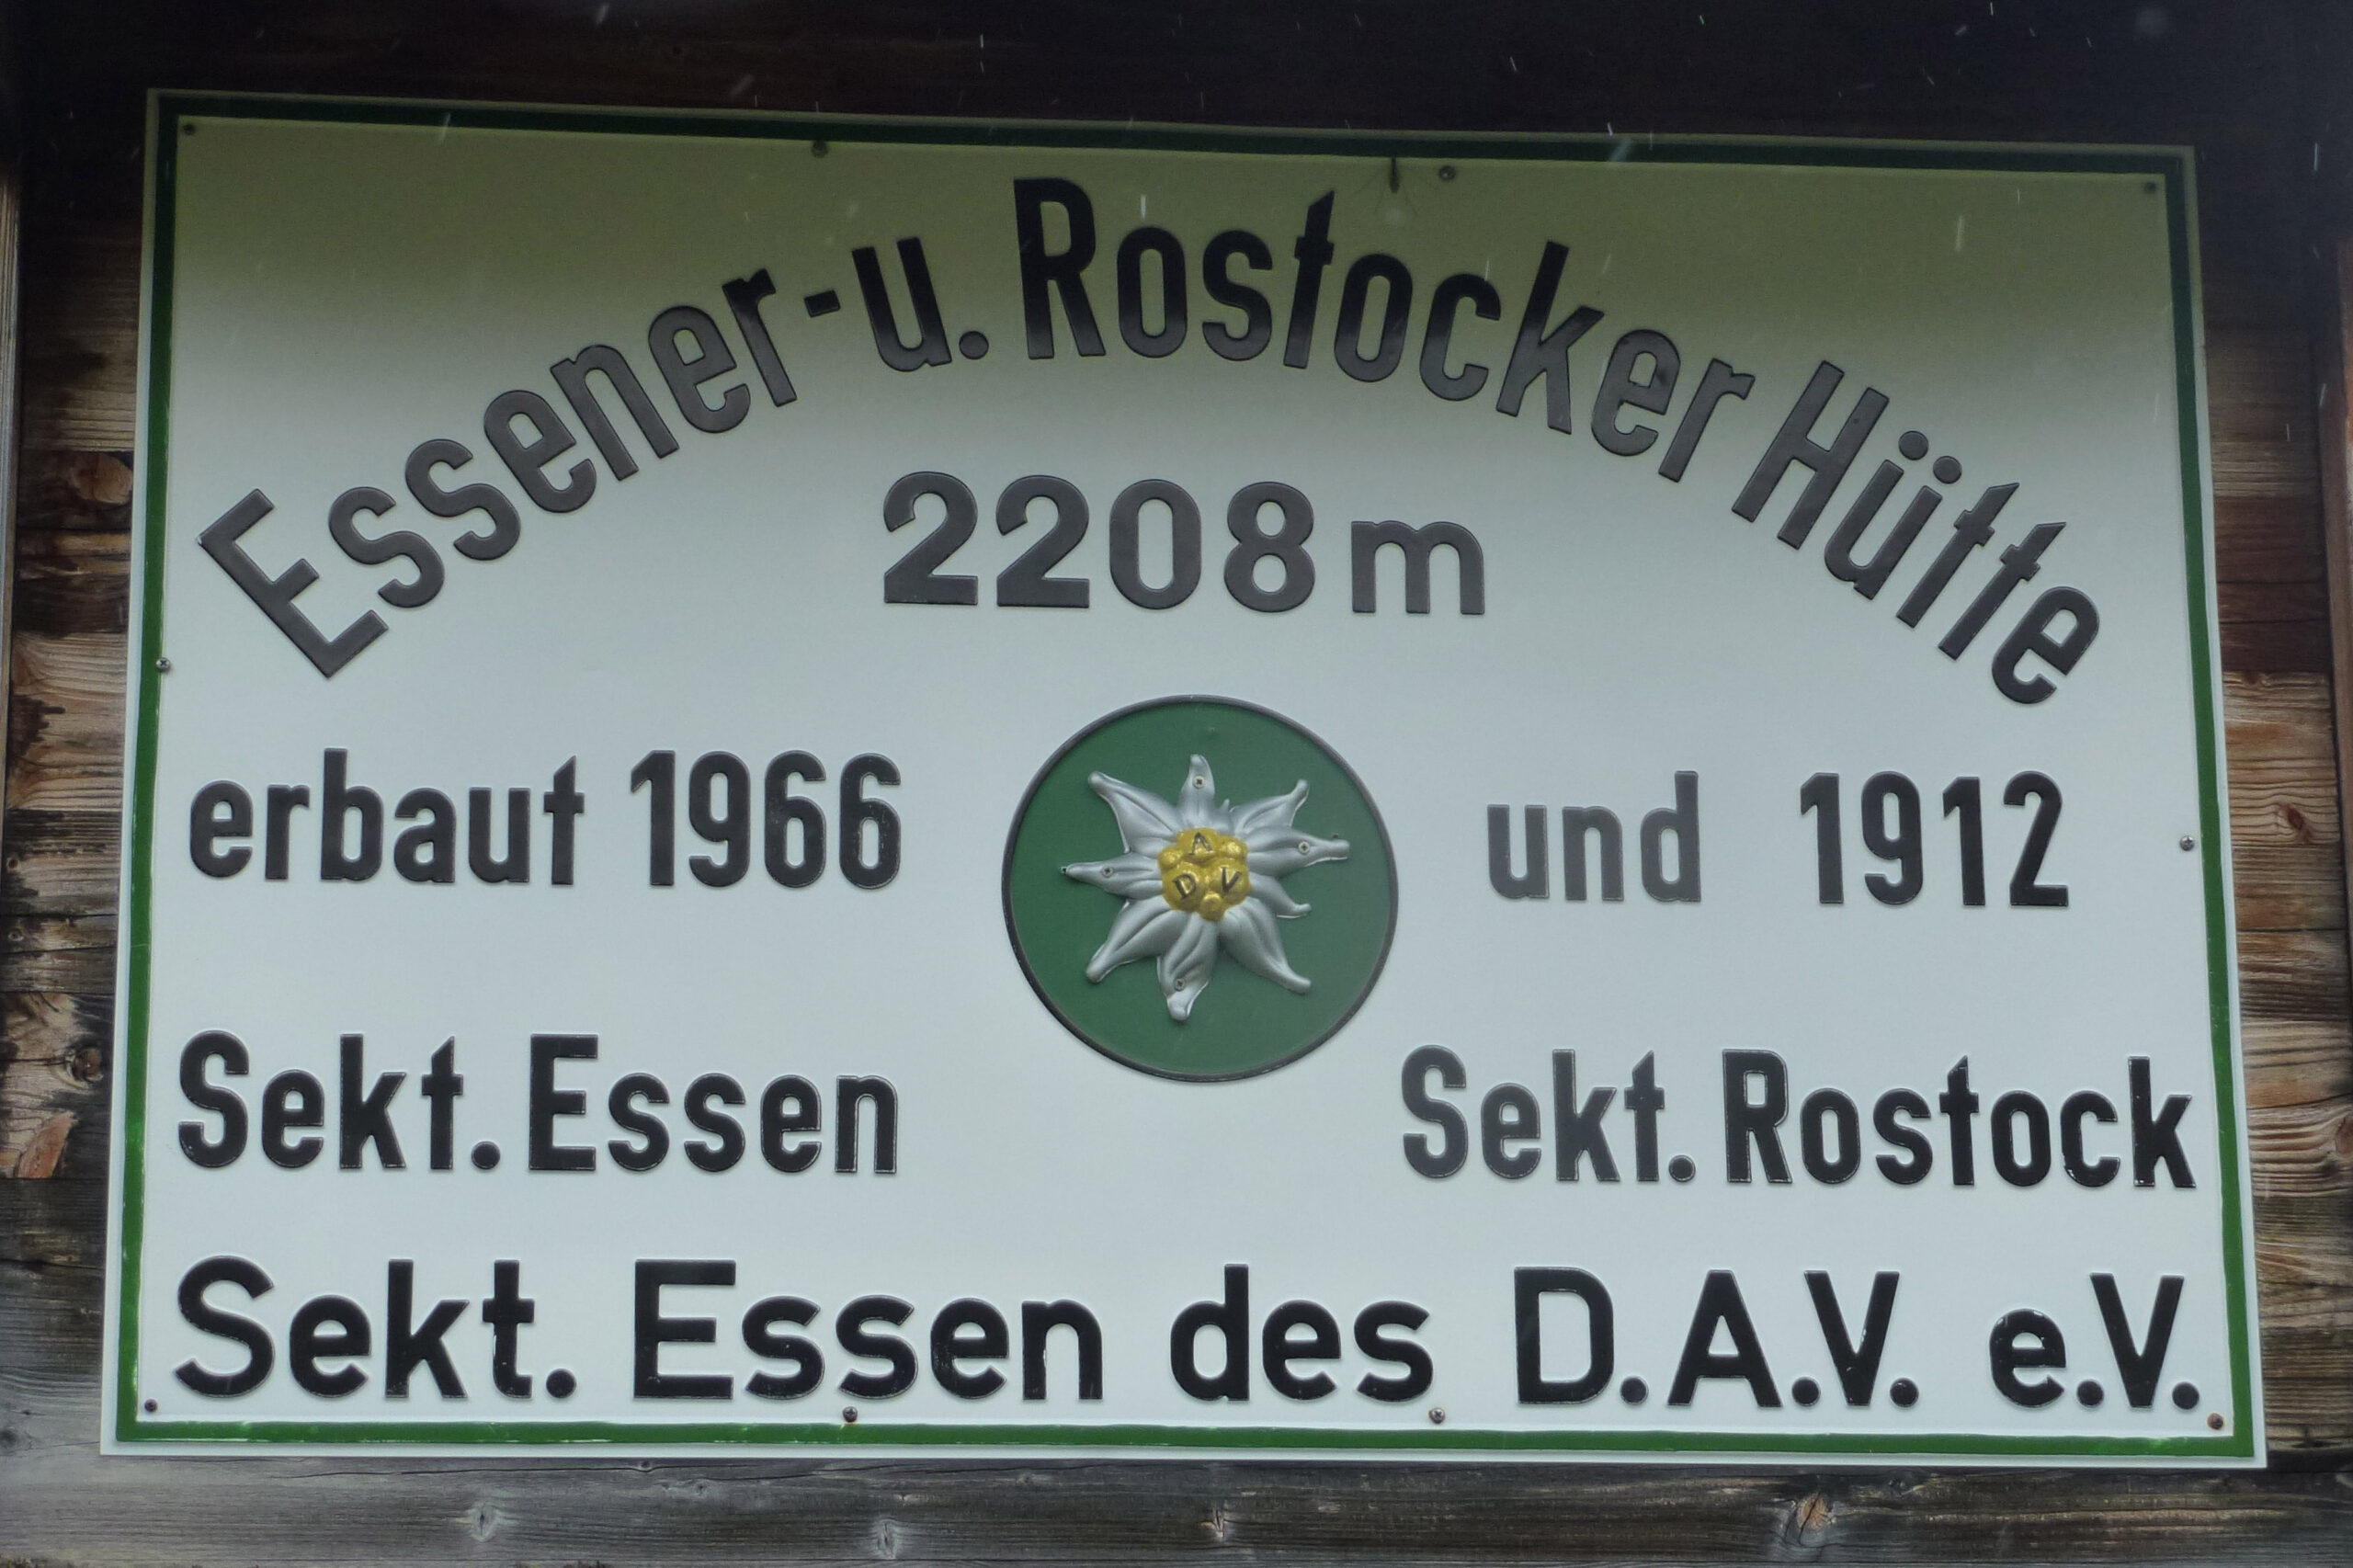 Essener-u. Rostocker Hütte
2208 m
erbaut 1966 und 1912
A
D V
Sekt. Essen Sekt. Rostock
Sekt. Essen des D.A.V. e.V.